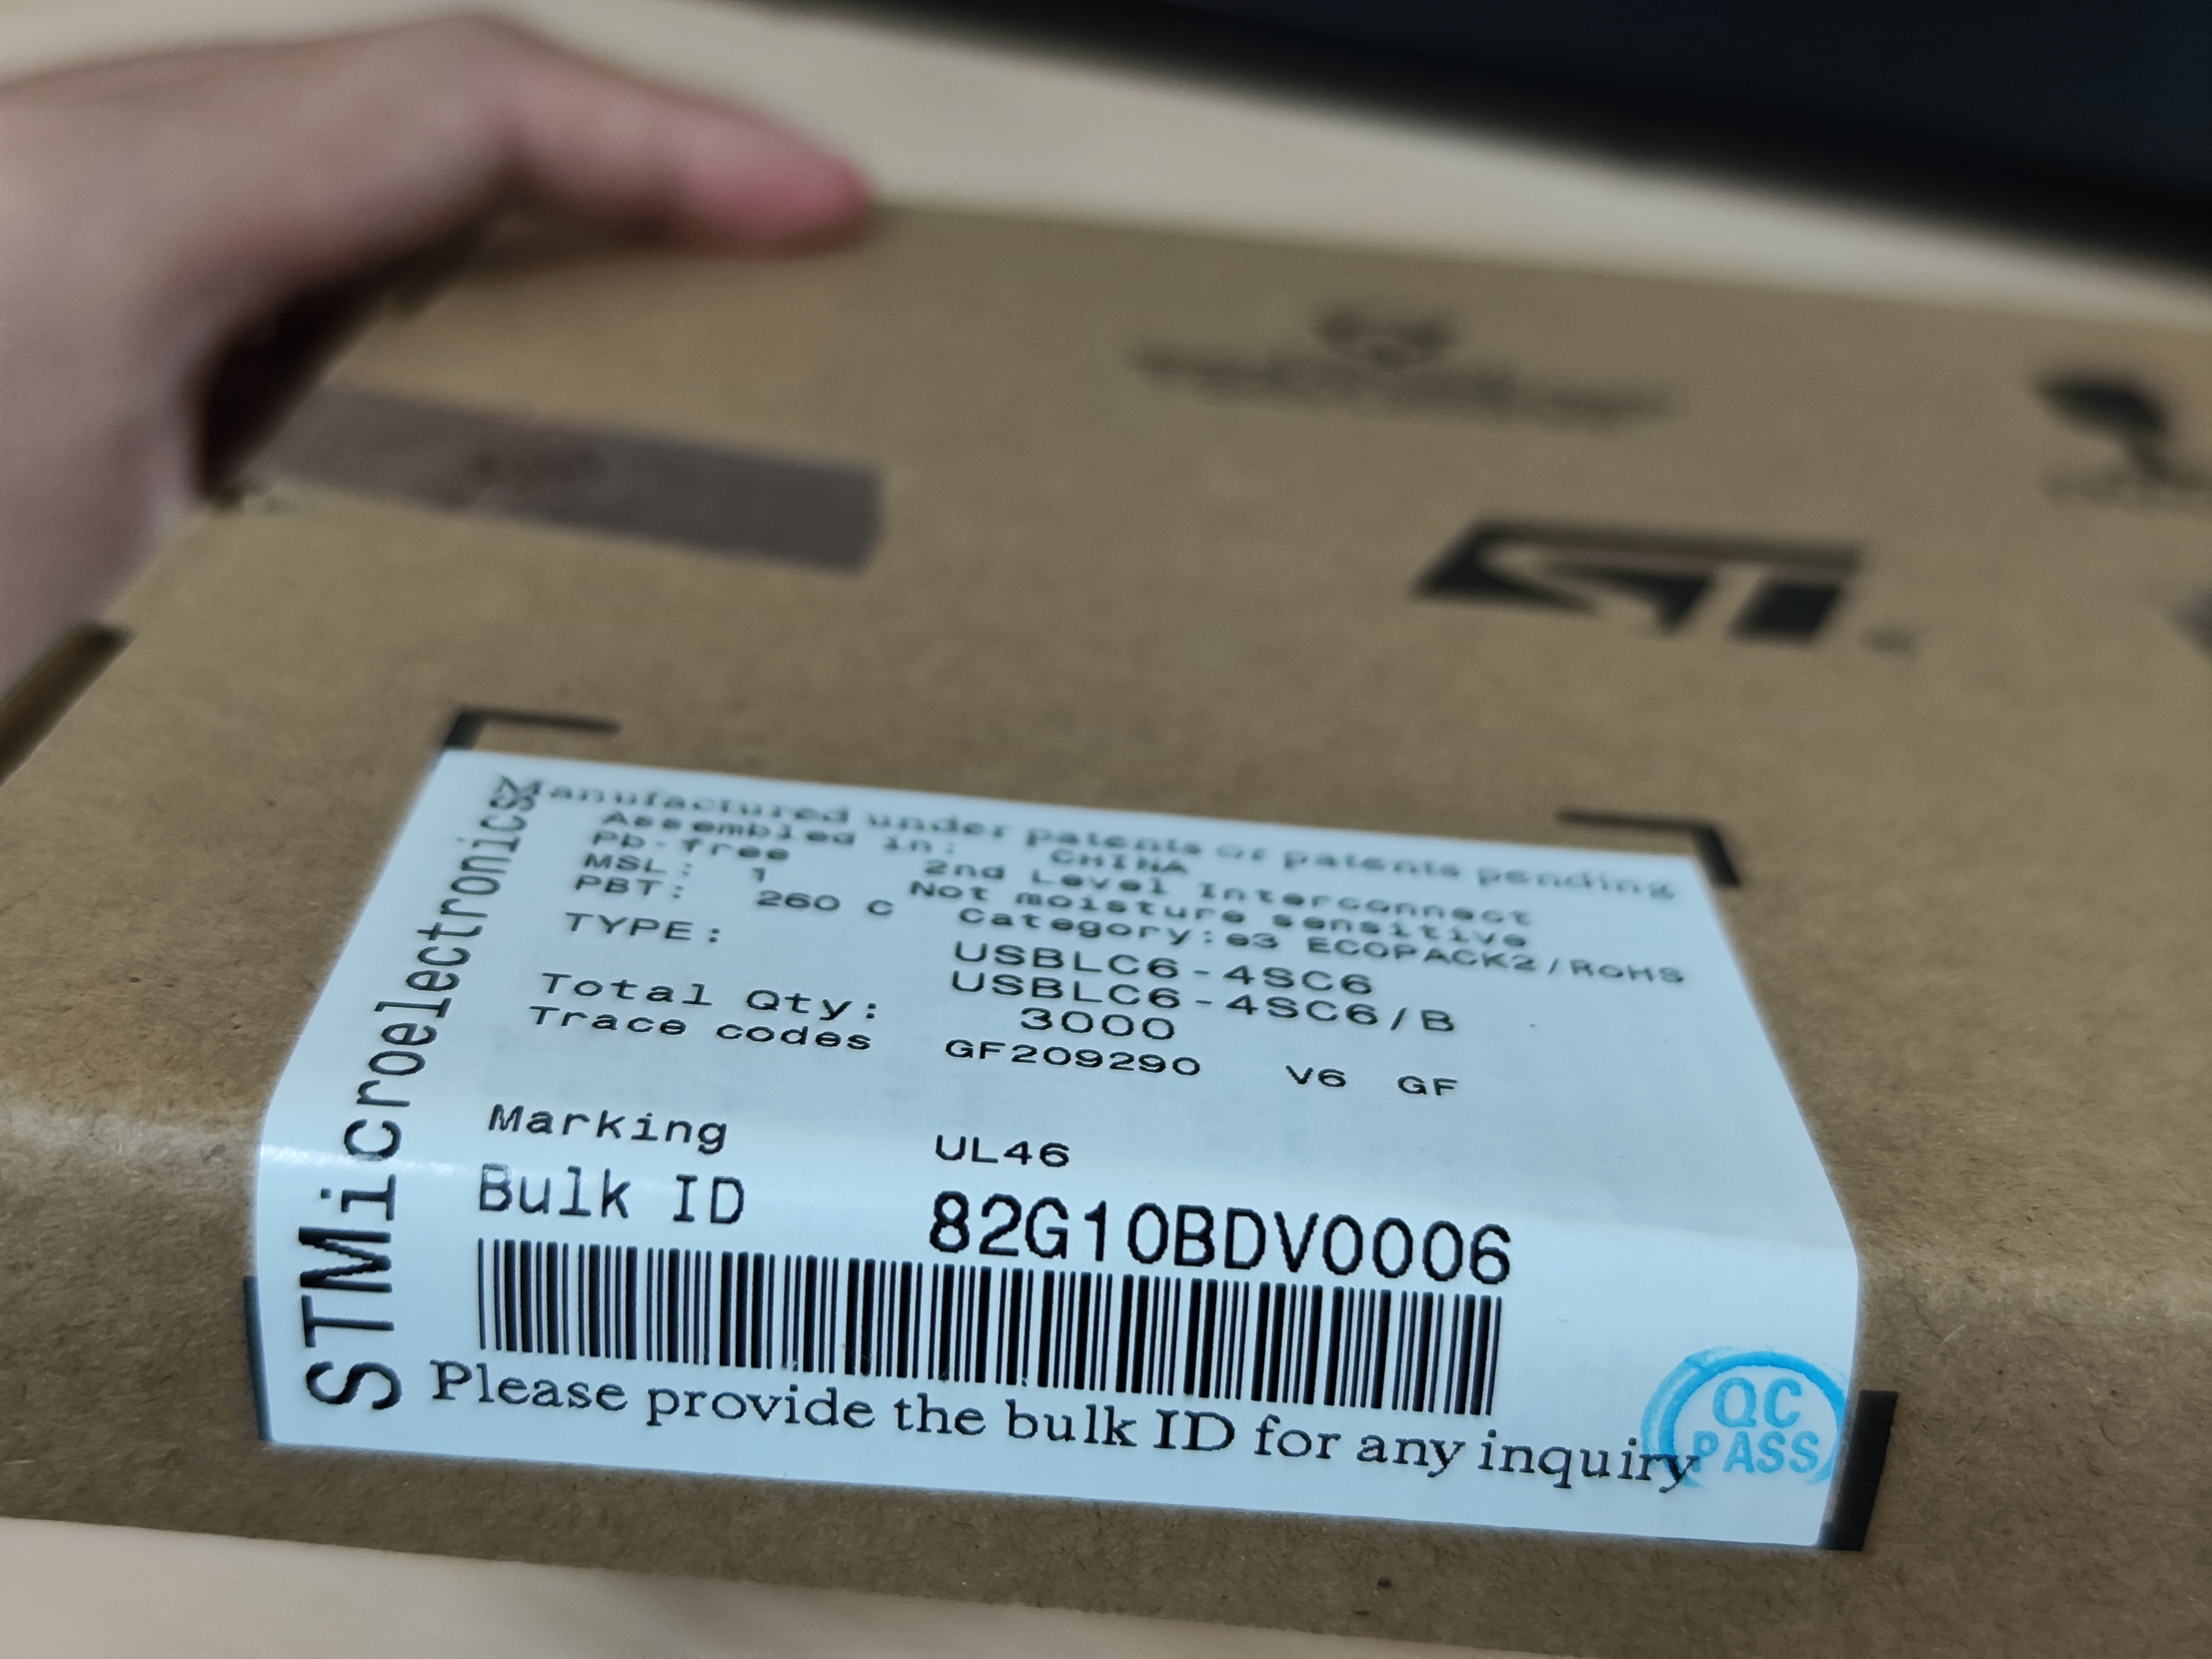 STMicroelectronics
Manufactured under patents or patents pending
Assembled in: CHINA
Pb-free 2nd Level Interconnect
MSL: 1 Not moisture sensitive
PBT: 260 C Category:e3 ECOPACK2/ROHS
TYPE: USBLC6-4SC6
USBLC6-4SC6/B
Total Qty: 3000
Trace codes GF209290 V6 GF
Marking UL46
Bulk ID 82G10BDV0006
Please provide the bulk ID for any inquiry
QC
PASS
ST